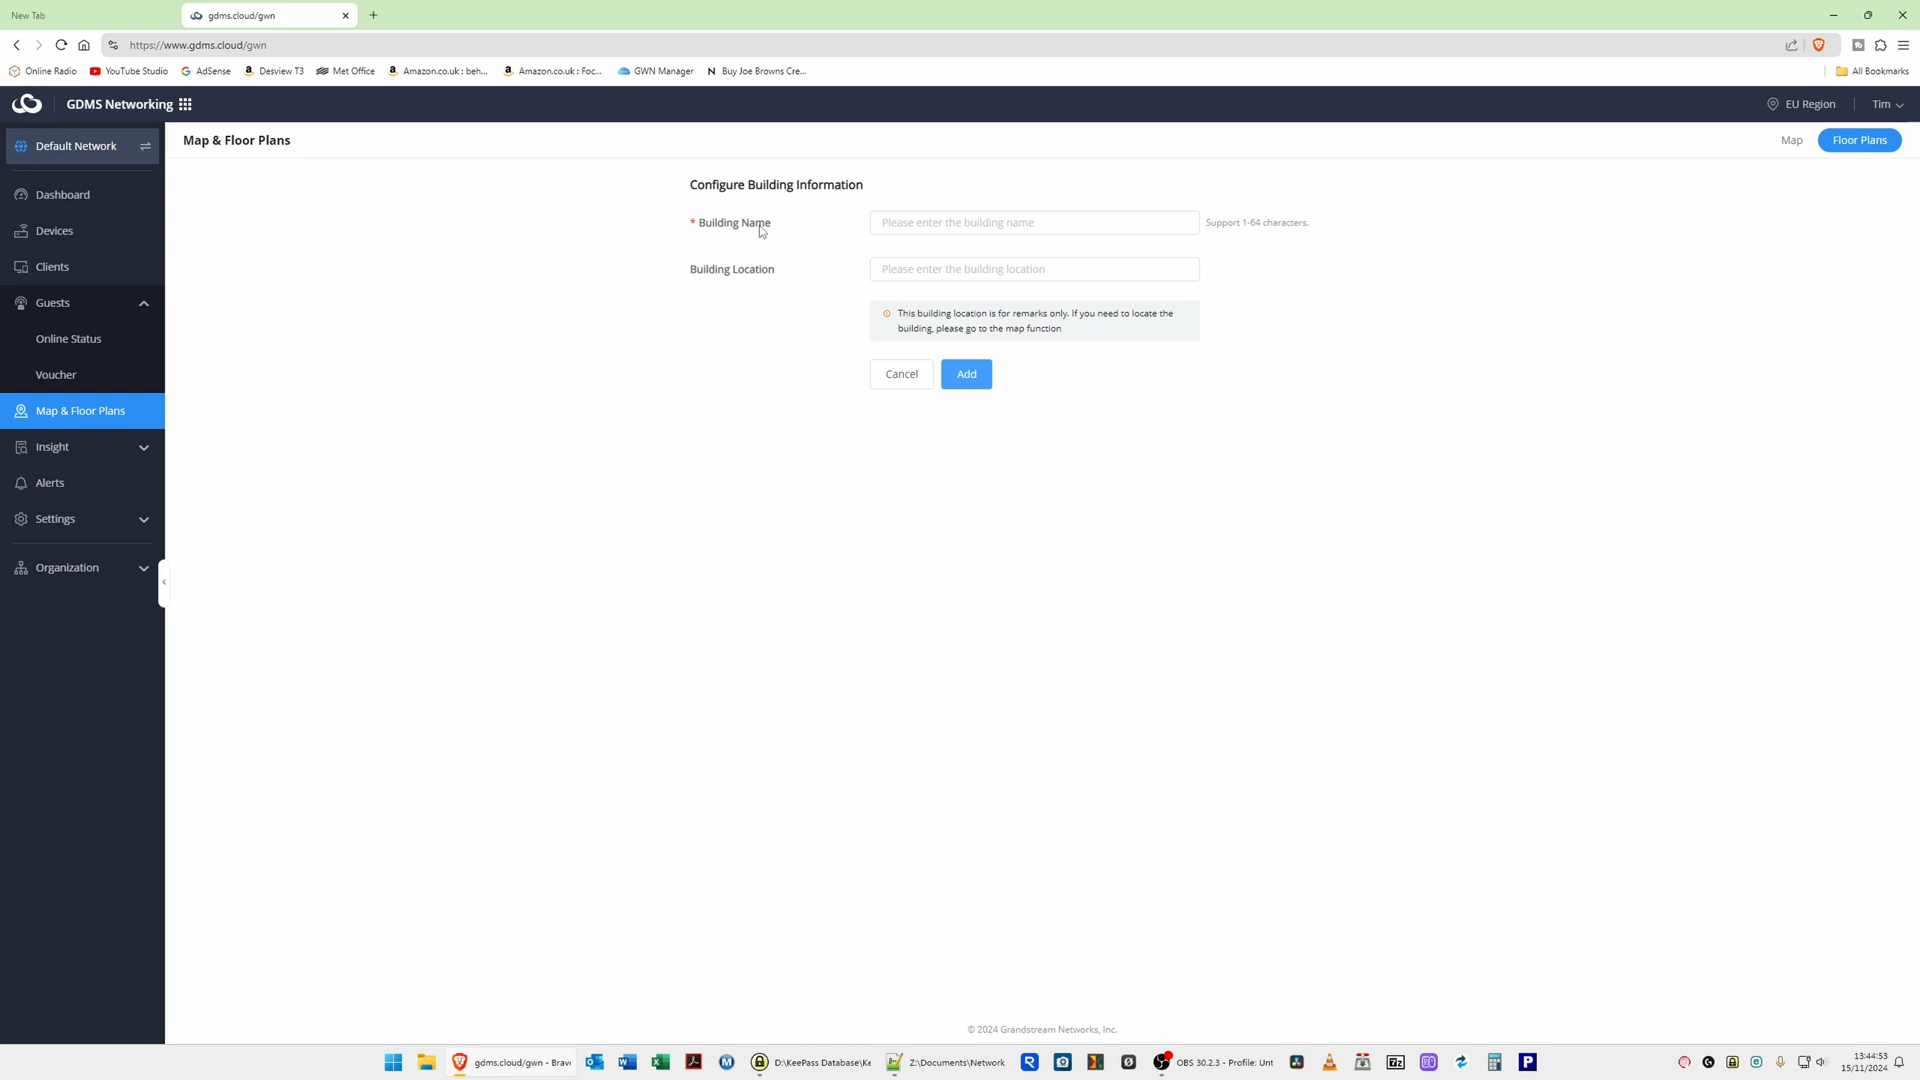 New Tab
gdms.cloud/gwn
https://www.gdms.cloud/gwn
Online Radio
YouTube Studio
AdSense
Desview T3
Met Office
Amazon.co.uk : beh...
Amazon.co.uk : Foc...
GWN Manager
Buy Joe Browns Cre...
All Bookmarks
GDMS Networking
EU Region
Tim
Default Network
Map & Floor Plans
Map
Floor Plans
Dashboard
Devices
Clients
Guests
Online Status
Voucher
Map & Floor Plans
Insight
Alerts
Settings
Organization
Configure Building Information
* Building Name
Please enter the building name
Support 1-64 characters.
Building Location
Please enter the building location
This building location is for remarks only. If you need to locate the
building, please go to the map function
Cancel
Add
© 2024 Grandstream Networks, Inc.
gdms.cloud/gwn - Brave
D:\KeePass Database\Ke
Z:\Documents\Network
OBS 30.2.3 - Profile: Unt
13:44:53
15/11/2024